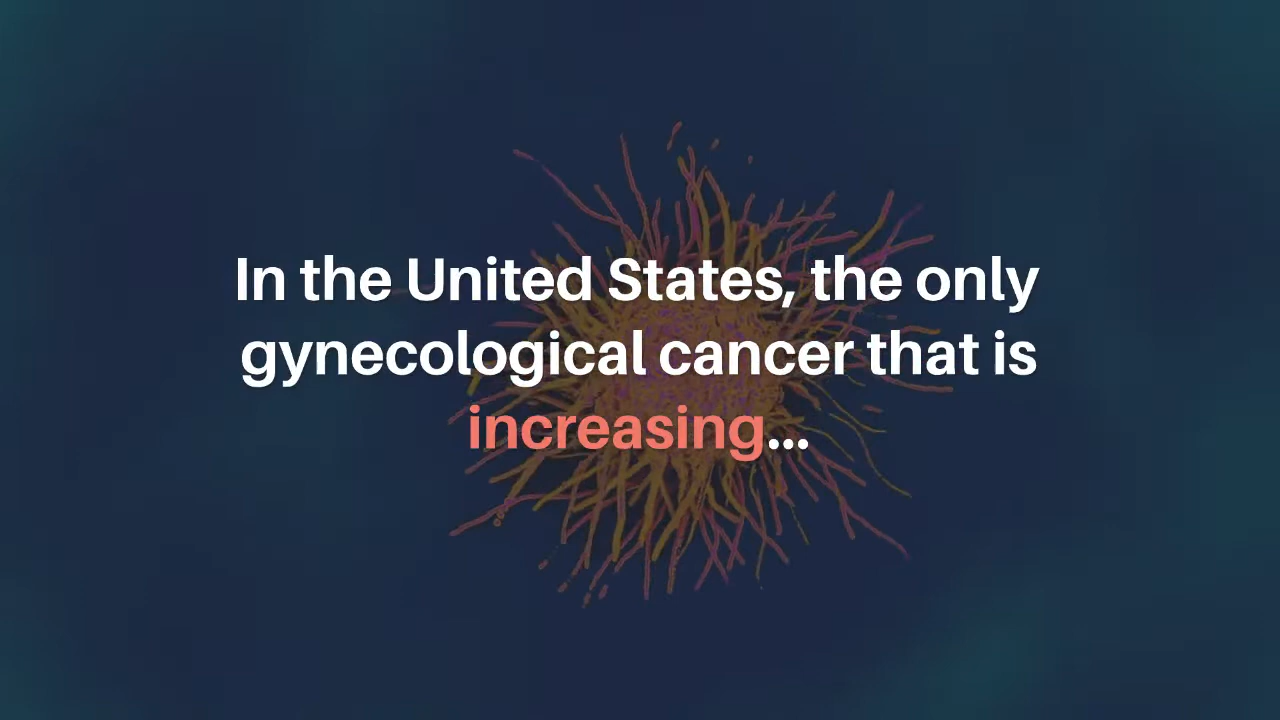 In the United States, the only
gynecological cancer that is
increasing...